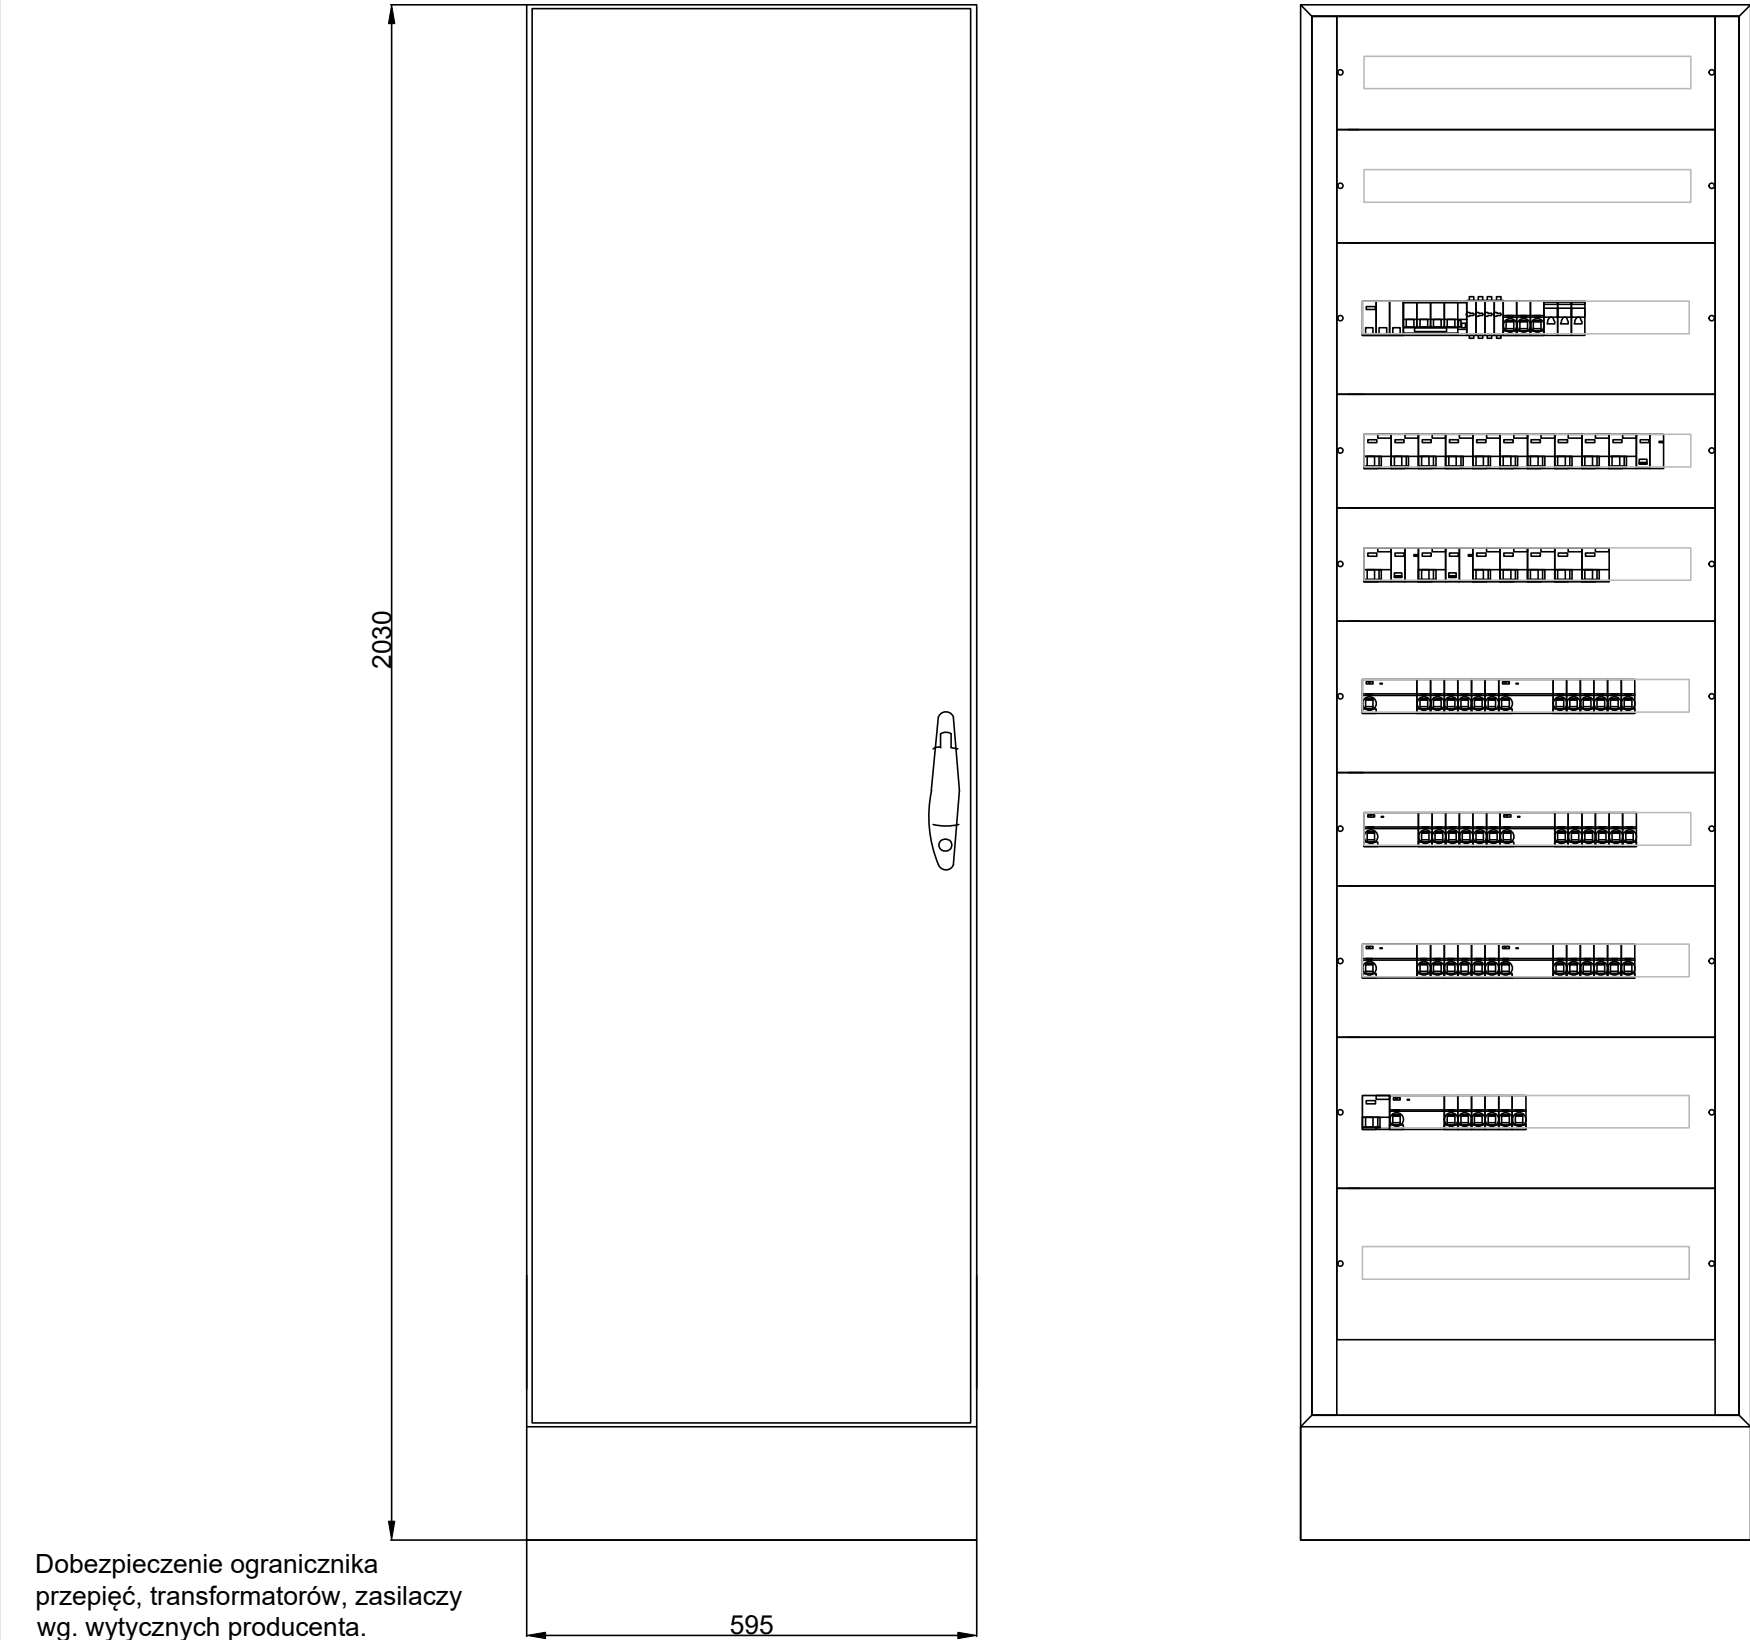 2030
Dobezpieczenie ogranicznika
przepięć, transformatorów, zasilaczy
wg. wytycznych producenta.
595